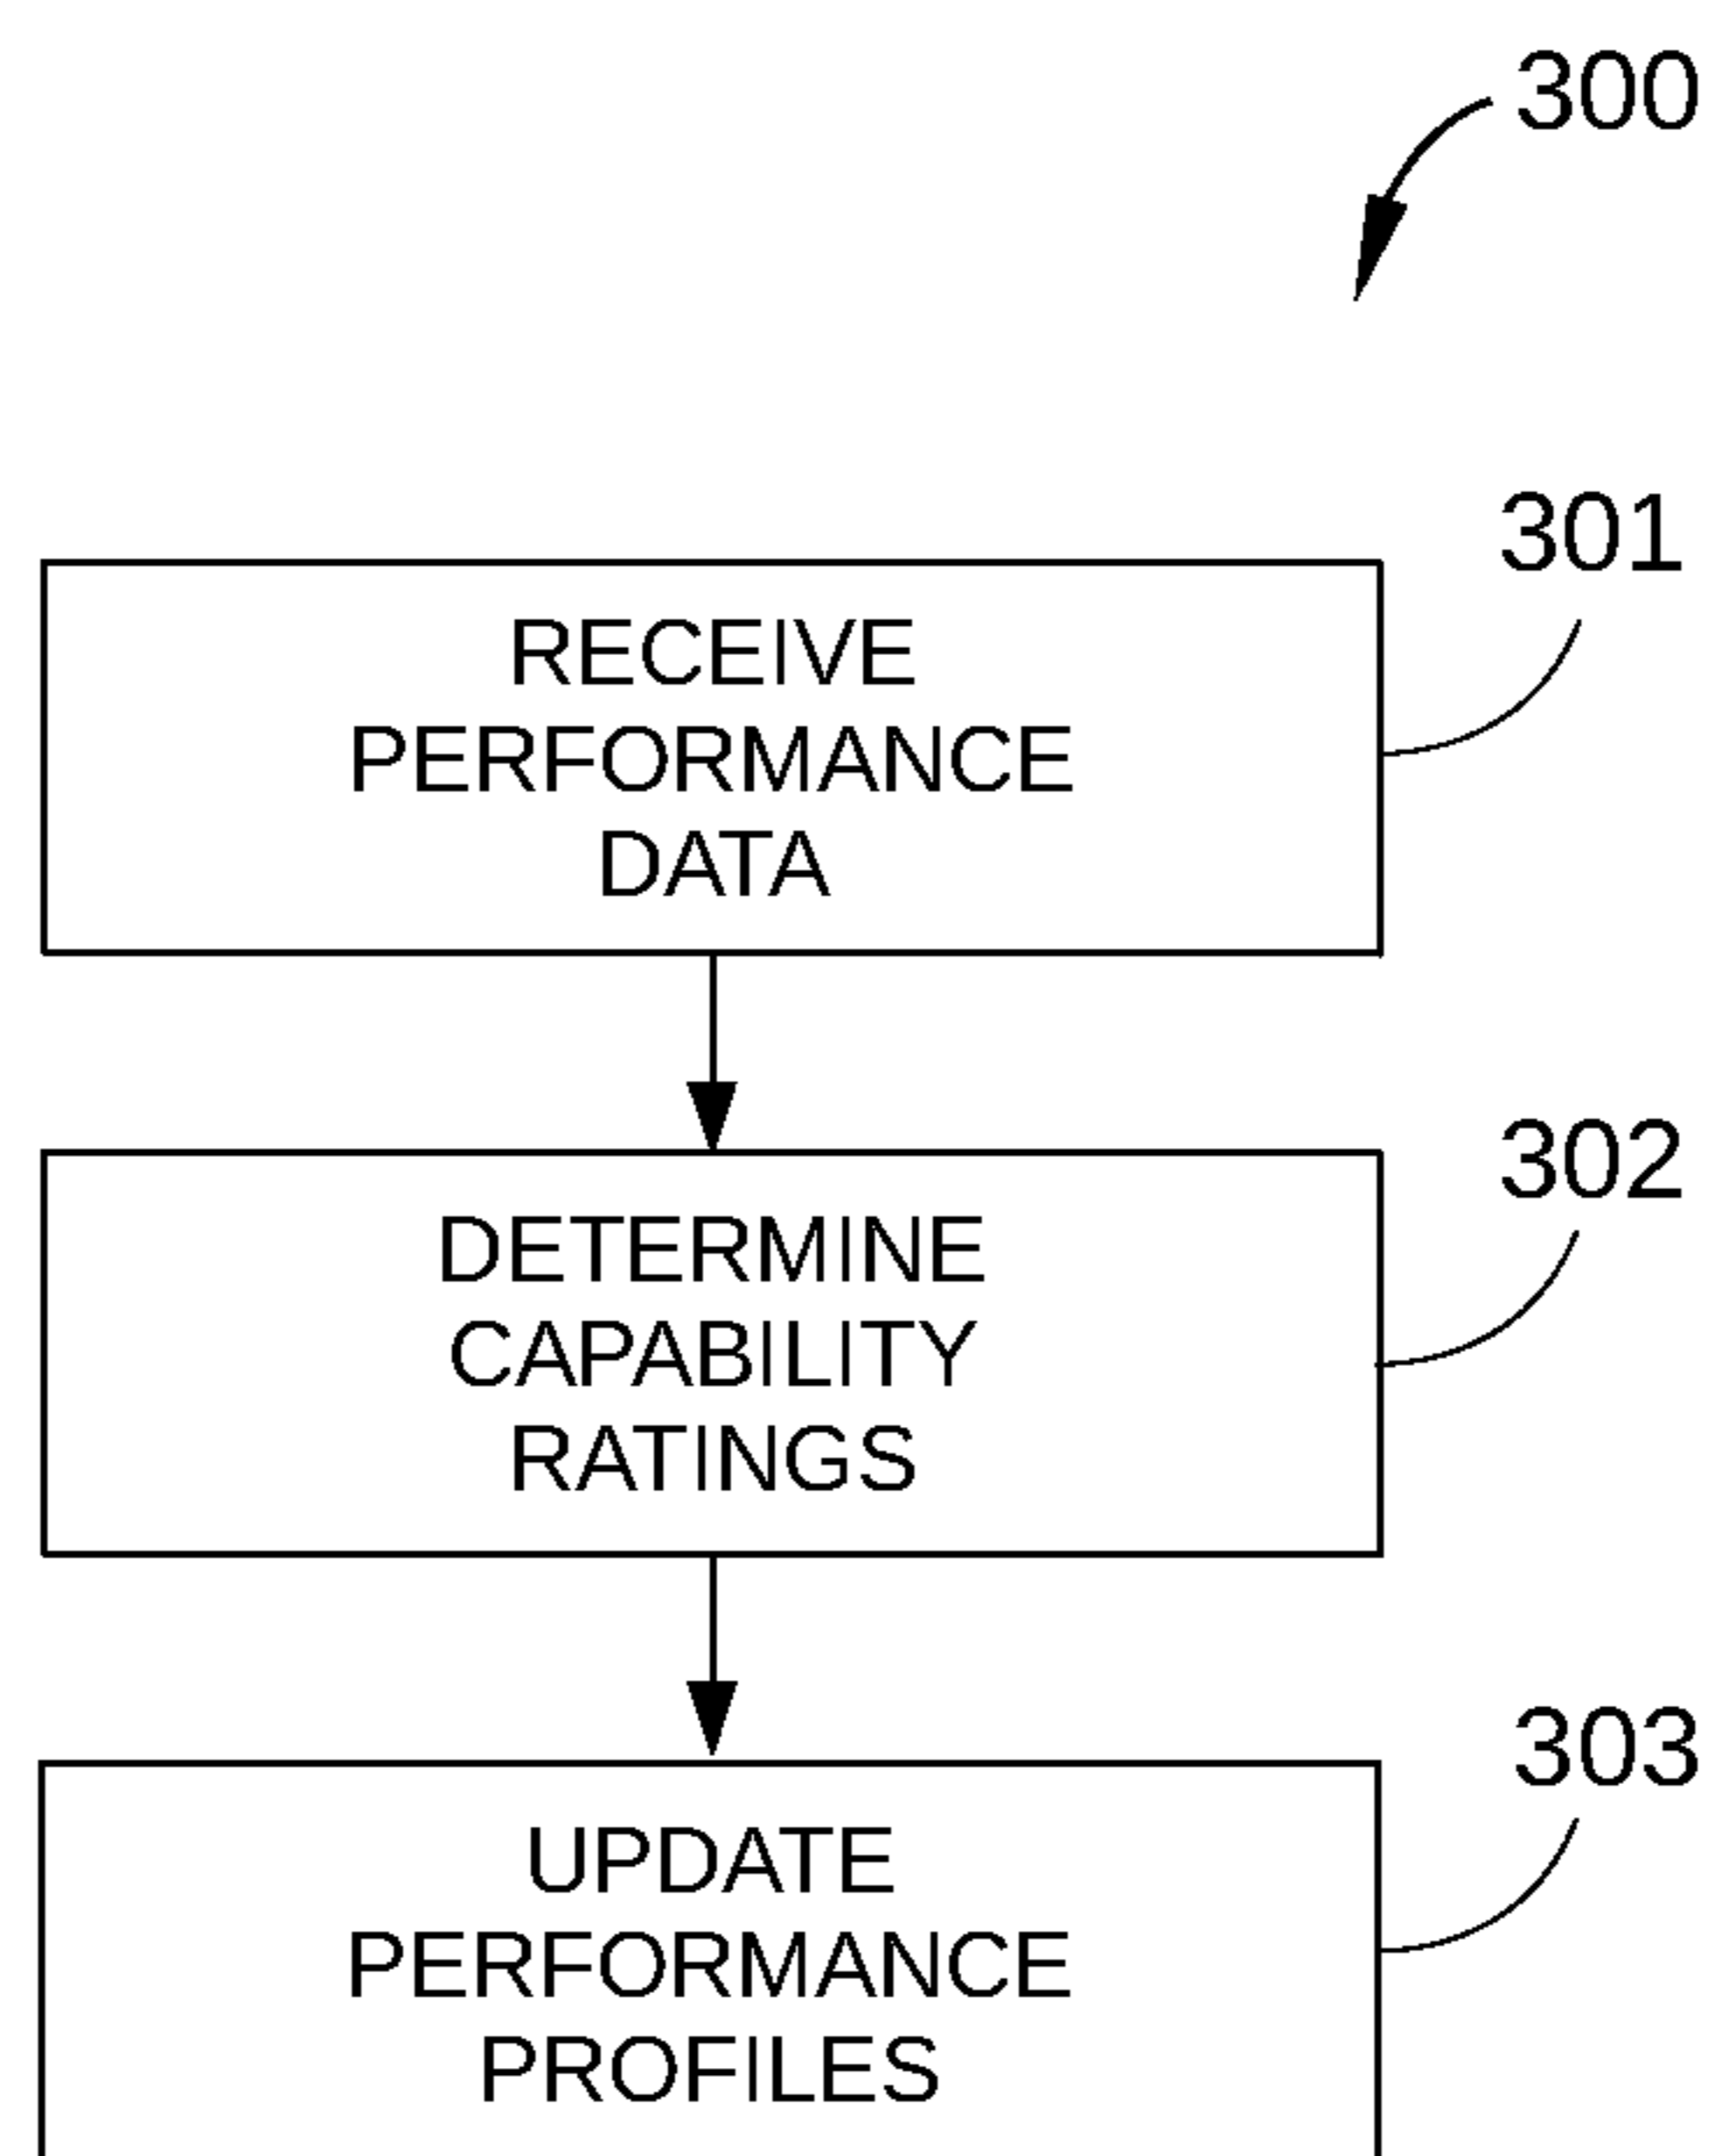 300
301
RECEIVE
PERFORMANCE
DATA
302
DETERMINE
CAPABILITY
RATINGS
303
UPDATE
PERFORMANCE
PROFILES